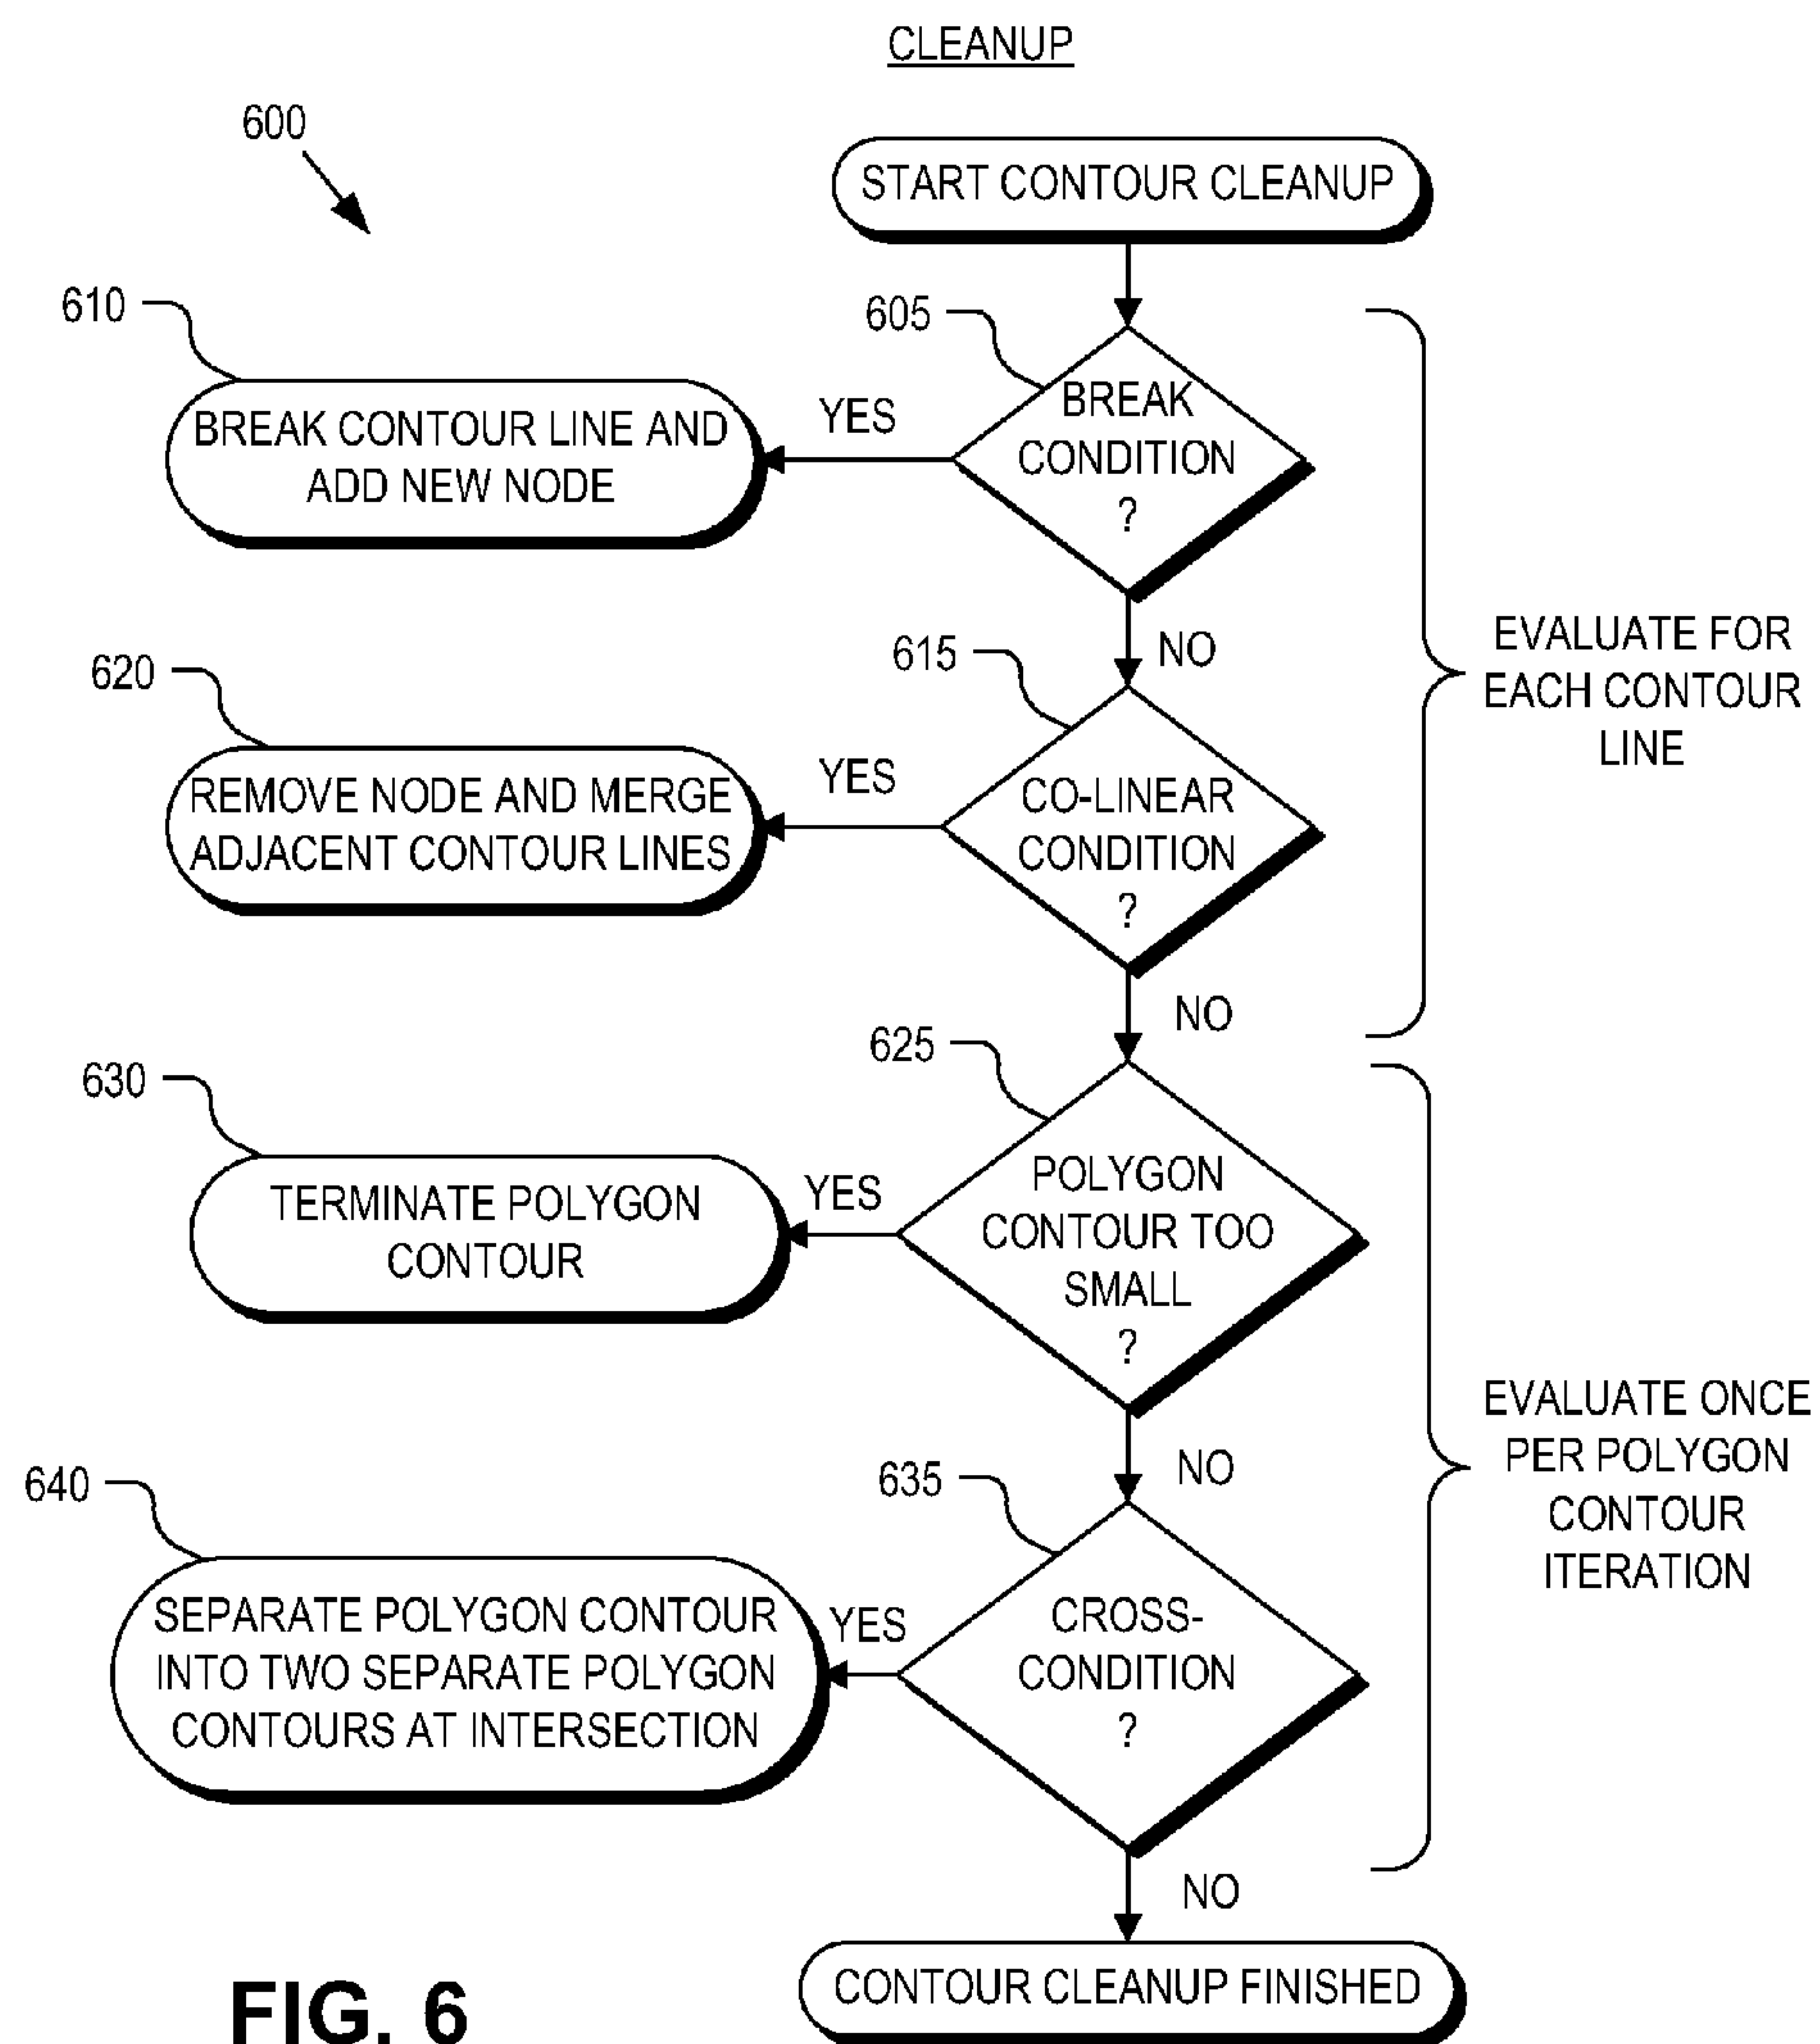 CLEANUP
600
START CONTOUR CLEANUP
610
605
BREAK CONTOUR LINE AND
ADD NEW NODE
YES
BREAK
CONDITION
?
NO
EVALUATE FOR
EACH CONTOUR
LINE
620
615
REMOVE NODE AND MERGE
ADJACENT CONTOUR LINES
YES
CO-LINEAR
CONDITION
?
NO
630
625
TERMINATE POLYGON
CONTOUR
YES
POLYGON
CONTOUR TOO
SMALL
?
NO
EVALUATE ONCE
PER POLYGON
CONTOUR
ITERATION
640
635
SEPARATE POLYGON CONTOUR
INTO TWO SEPARATE POLYGON
CONTOURS AT INTERSECTION
YES
CROSS-
CONDITION
?
NO
CONTOUR CLEANUP FINISHED
FIG. 6